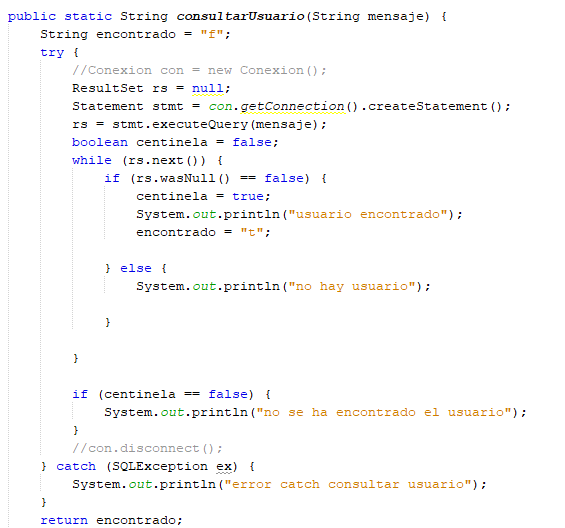 public static String consultarUsuario(String mensaje) {
String encontrado = "f";
try {
//Conexion con = new Conexion();
ResultSet rs = null;
Statement stmt = con.getConnection().createStatement();
rs = stmt.executeQuery(mensaje);
boolean centinela = false;
while (rs.next()) {
if (rs.wasNull() == false) {
centinela = true;
System.out.println("usuario encontrado");
encontrado = "t";
} else {
System.out.println("no hay usuario");
}
}
if (centinela == false) {
System.out.println("no se ha encontrado el usuario");
}
//con.disconnect();
} catch (SQLException ex) {
System.out.println("error catch consultar usuario");
}
return encontrado;